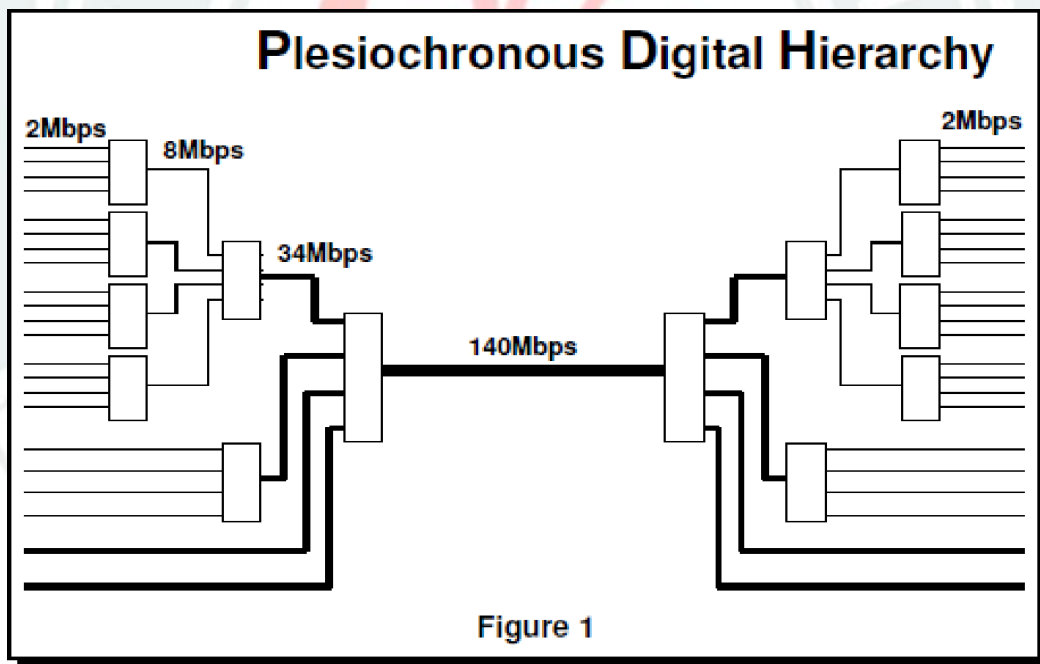 Plesiochronous Digital Hierarchy
2Mbps
2Mbps
8Mbps
34Mbps
140Mbps
Figure 1